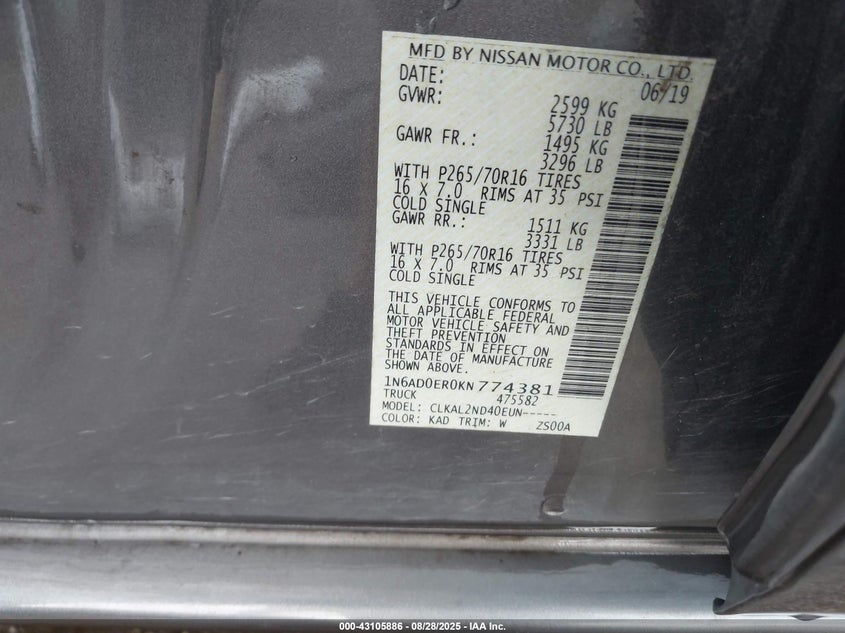 MFD BY NISSAN MOTOR CO., LTD.
DATE: 06/19
GVWR: 2599 KG
5730 LB
GAWR FR.: 1495 KG
3296 LB
WITH P265/70R16 TIRES
16 X 7.0 RIMS AT 35 PSI
COLD SINGLE
GAWR RR.: 1511 KG
3331 LB
WITH P265/70R16 TIRES
16 X 7.0 RIMS AT 35 PSI
COLD SINGLE
THIS VEHICLE CONFORMS TO
ALL APPLICABLE FEDERAL
MOTOR VEHICLE SAFETY AND
THEFT PREVENTION
STANDARDS IN EFFECT ON
THE DATE OF MANUFACTURE
SHOWN ABOVE.
1N6AD0ER0KN774381
TRUCK 475582
MODEL: CLKAL2ND40EUN-----
COLOR: KAD TRIM: W ZS00A
000-43105886 - 08/28/2025 - IAA Inc.